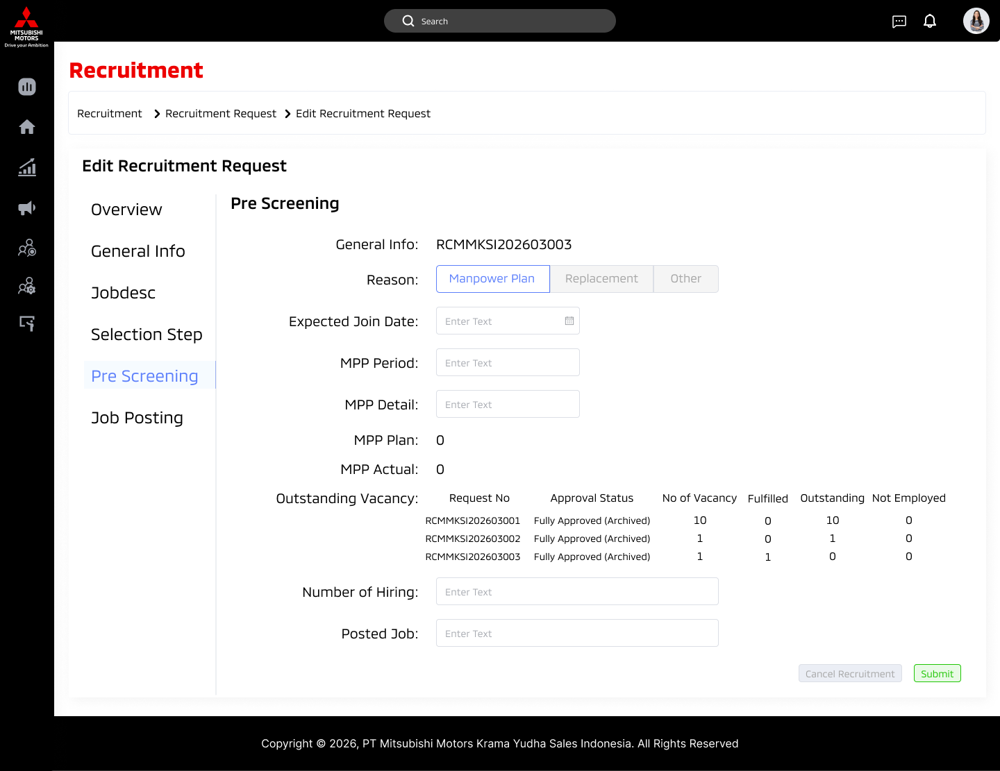 MITSUBISHI
MOTORS
Drive your Ambition
Search
Recruitment
Recruitment > Recruitment Request > Edit Recruitment Request
Edit Recruitment Request
Overview
General Info
Jobdesc
Selection Step
Pre Screening
Job Posting
Pre Screening
General Info: RCMMKSI202603003
Reason: Manpower Plan Replacement Other
Expected Join Date: Enter Text
MPP Period: Enter Text
MPP Detail: Enter Text
MPP Plan: 0
MPP Actual: 0
Outstanding Vacancy: Request No Approval Status No of Vacancy Fulfilled Outstanding Not Employed
RCMMKSI202603001 Fully Approved (Archived) 10 0 10 0
RCMMKSI202603002 Fully Approved (Archived) 1 0 1 0
RCMMKSI202603003 Fully Approved (Archived) 1 1 0 0
Number of Hiring: Enter Text
Posted Job: Enter Text
Cancel Recruitment Submit
Copyright © 2026, PT Mitsubishi Motors Krama Yudha Sales Indonesia. All Rights Reserved